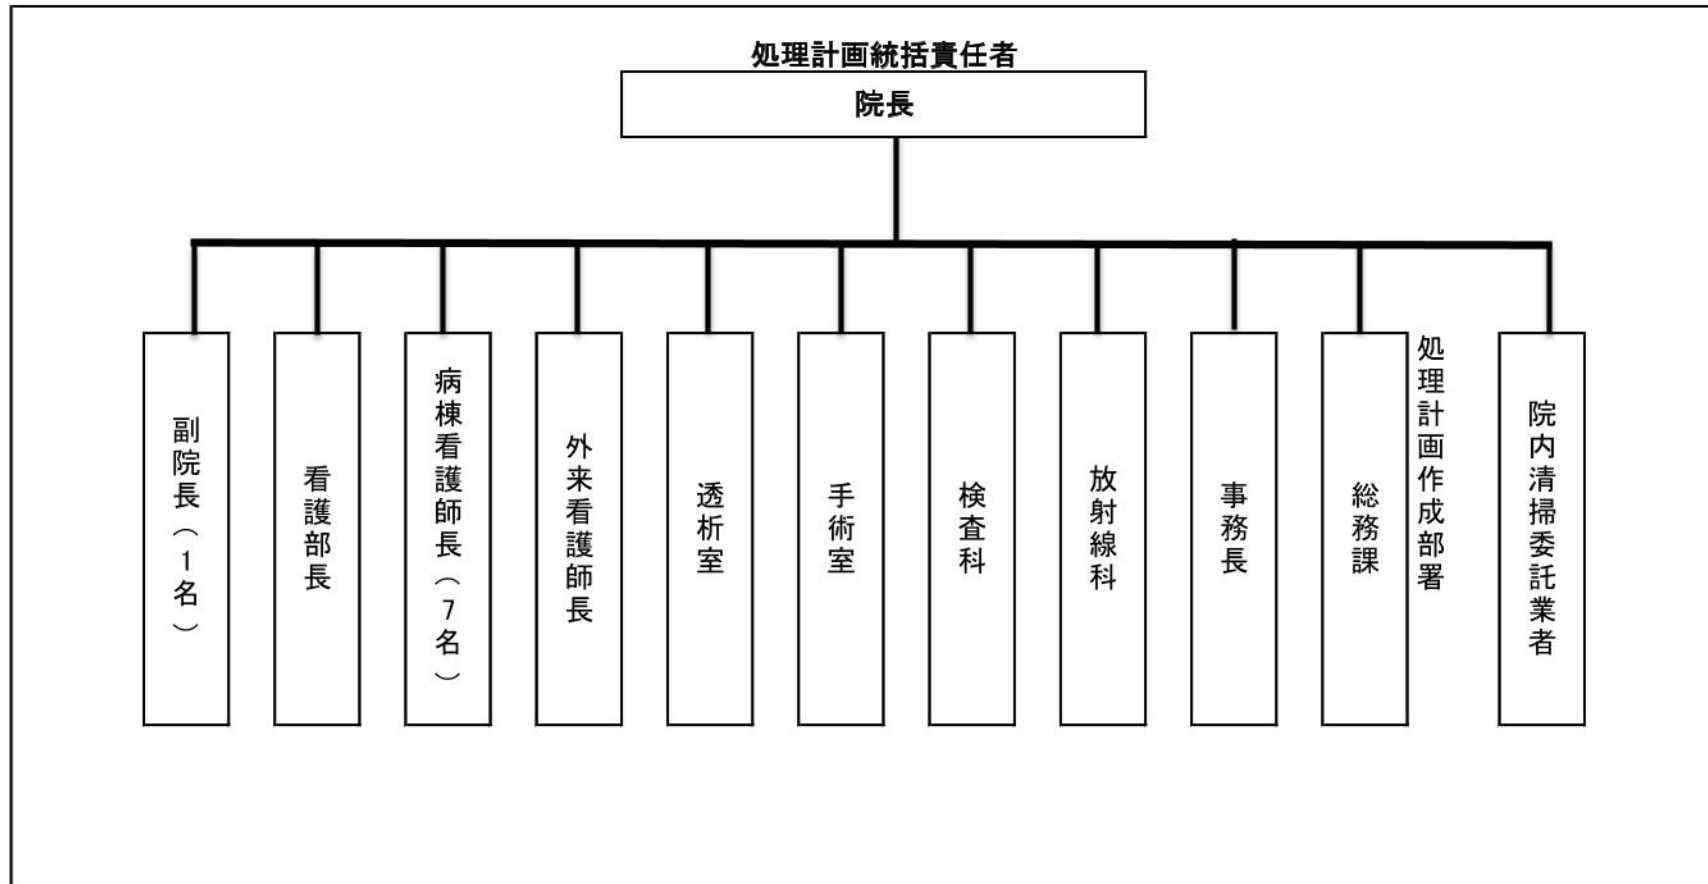 処理計画統括責任者
院長
副院長（1名）
看護部長
病棟看護師長（7名）
外来看護師長
透析室
手術室
検査科
放射線科
事務長
総務課
処理計画作成部署
院内清掃委託業者